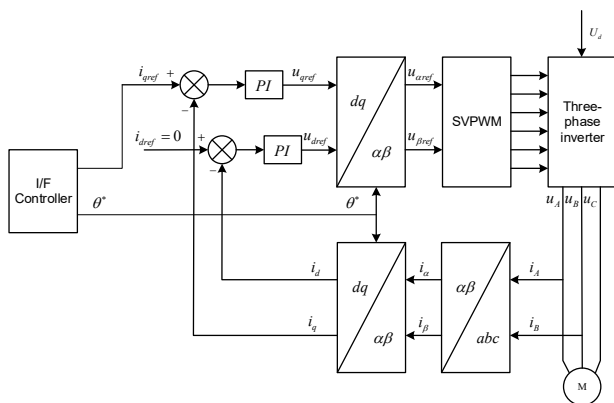 U_d
i_qref
+
−
PI
u_qref
dq
αβ
u_αref
u_βref
SVPWM
Three-
phase
inverter
i_dref = 0
+
−
PI
u_dref
I/F
Controller
θ*
θ*
u_A
u_B
u_C
i_d
i_q
dq
αβ
i_α
i_β
αβ
abc
i_A
i_B
M